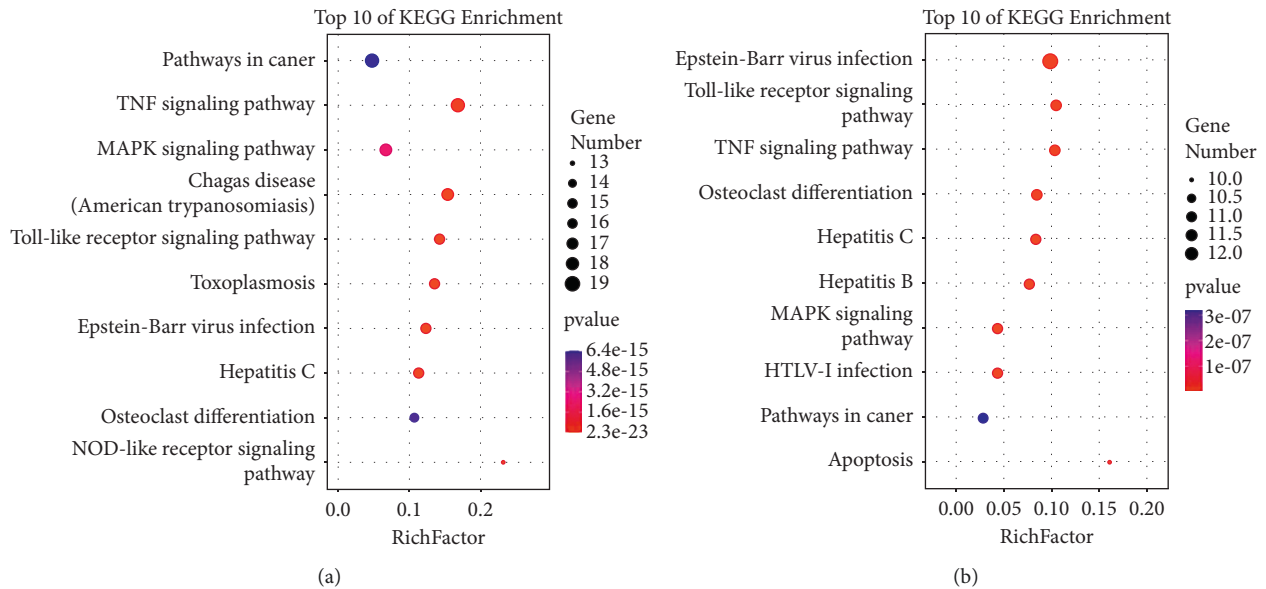 Top 10 of KEGG Enrichment
Pathways in caner
TNF signaling pathway
MAPK signaling pathway
Chagas disease
(American trypanosomiasis)
Toll-like receptor signaling pathway
Toxoplasmosis
Epstein-Barr virus infection
Hepatitis C
Osteoclast differentiation
NOD-like receptor signaling
pathway
0.0 0.1 0.2
RichFactor
Gene
Number
13
14
15
16
17
18
19
pvalue
6.4e-15
4.8e-15
3.2e-15
1.6e-15
2.3e-23
(a)
Top 10 of KEGG Enrichment
Epstein-Barr virus infection
Toll-like receptor signaling
pathway
TNF signaling pathway
Osteoclast differentiation
Hepatitis C
Hepatitis B
MAPK signaling
pathway
HTLV-I infection
Pathways in caner
Apoptosis
0.00 0.05 0.10 0.15 0.20
RichFactor
Gene
Number
10.0
10.5
11.0
11.5
12.0
pvalue
3e-07
2e-07
1e-07
(b)